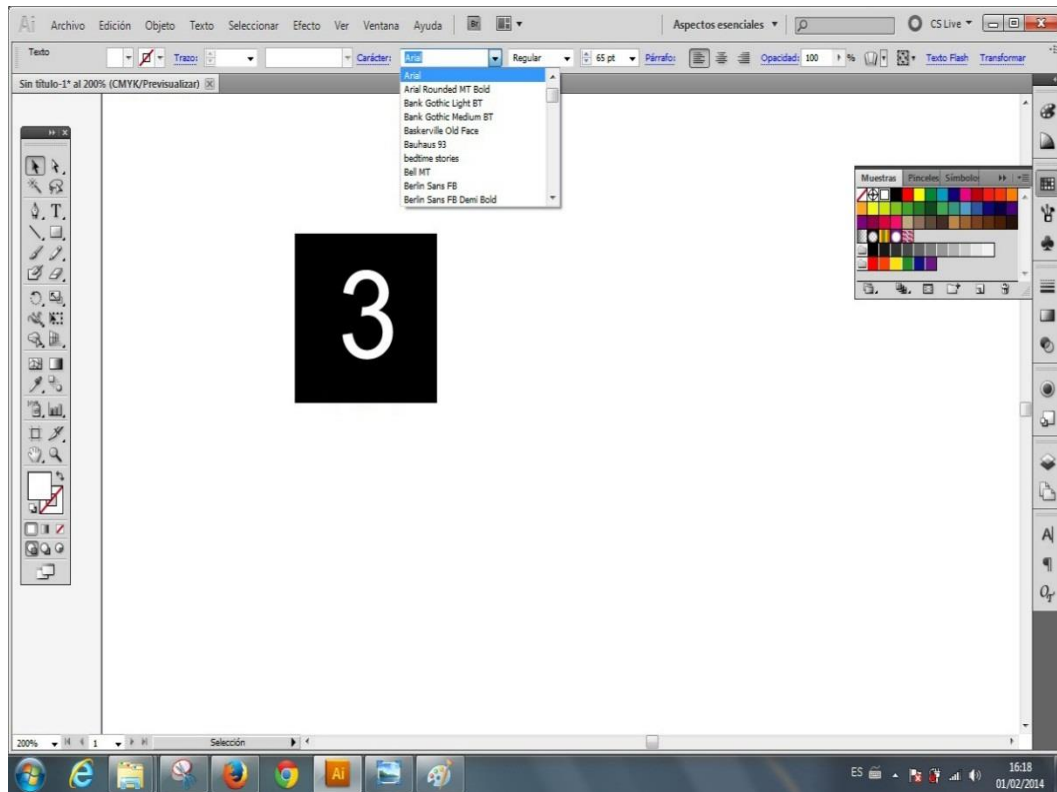 Ai Archivo Edición Objeto Texto Seleccionar Efecto Ver Ventana Ayuda Br Aspectos esenciales CS Live
Texto Trazo: Carácter: Arial Regular 65 pt Párrafo: Opacidad: 100 % Texto Flash Transformar
Sin título-1* al 200% (CMYK/Previsualizar)
Arial
Arial Rounded MT Bold
Bank Gothic Light BT
Bank Gothic Medium BT
Baskerville Old Face
Bauhaus 93
bedtime stories
Bell MT
Berlin Sans FB
Berlin Sans FB Demi Bold
Muestras Pinceles Símbolos
3
200% 1 Selección
Ai ES 16:18
01/02/2014